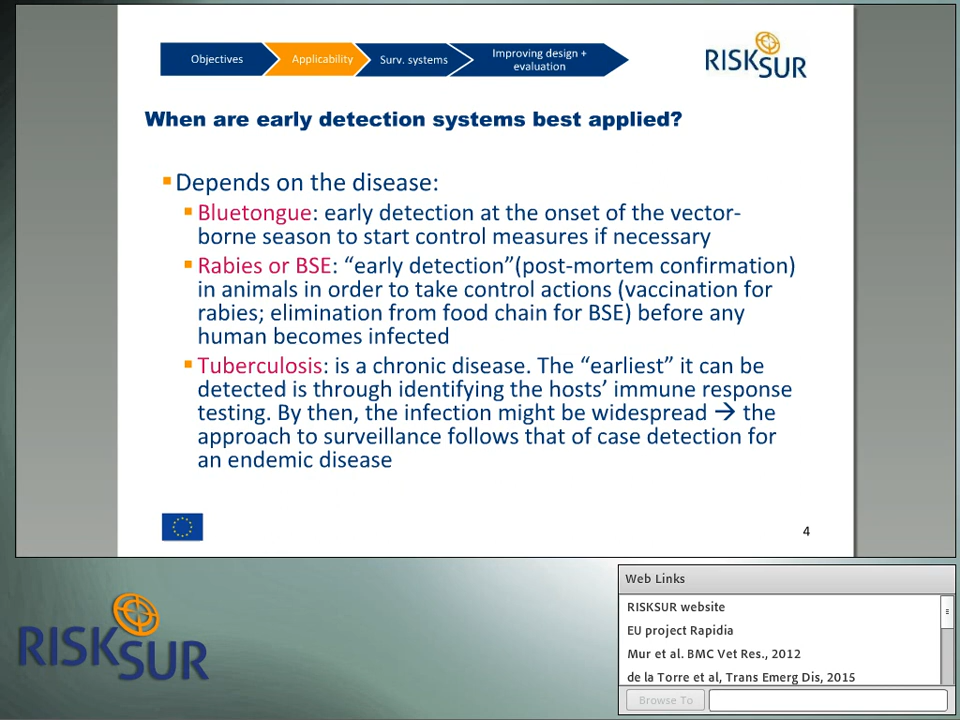 Objectives
Applicability
Surv. systems
Improving design +
evaluation
RISKSUR
When are early detection systems best applied?
Depends on the disease:
Bluetongue: early detection at the onset of the vector-
borne season to start control measures if necessary
Rabies or BSE: “early detection”(post-mortem confirmation)
in animals in order to take control actions (vaccination for
rabies; elimination from food chain for BSE) before any
human becomes infected
Tuberculosis: is a chronic disease. The “earliest” it can be
detected is through identifying the hosts’ immune response
testing. By then, the infection might be widespread → the
approach to surveillance follows that of case detection for
an endemic disease
4
RISKSUR
Web Links
RISKSUR website
EU project Rapidia
Mur et al. BMC Vet Res., 2012
de la Torre et al, Trans Emerg Dis, 2015
Browse To